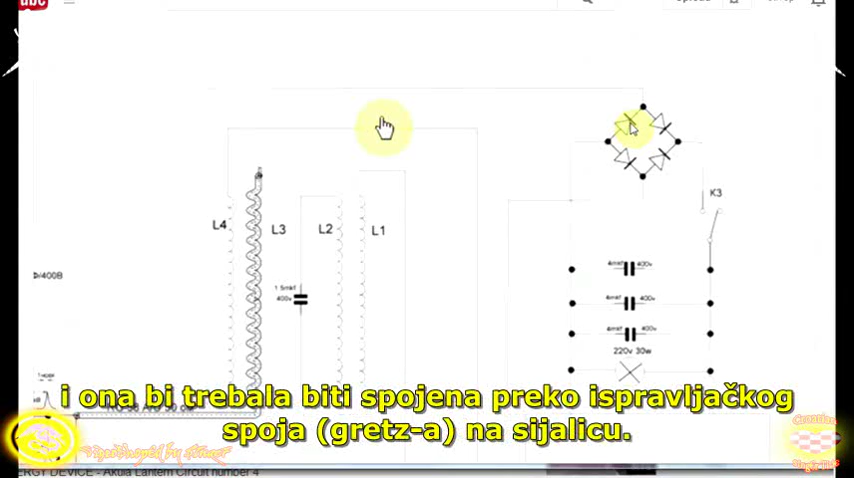 K3
L4
L3
L2
L1
D/400B
1.5mkf
400v
4mkf 400v
4mkf 400v
4mkf 400v
220v 30w
i ona bi trebala biti spojena preko ispravljačkog
spoja (gretz-a) na sijalicu.
Croatian
ERGY DEVICE - Akula Lantern Circuit number 4